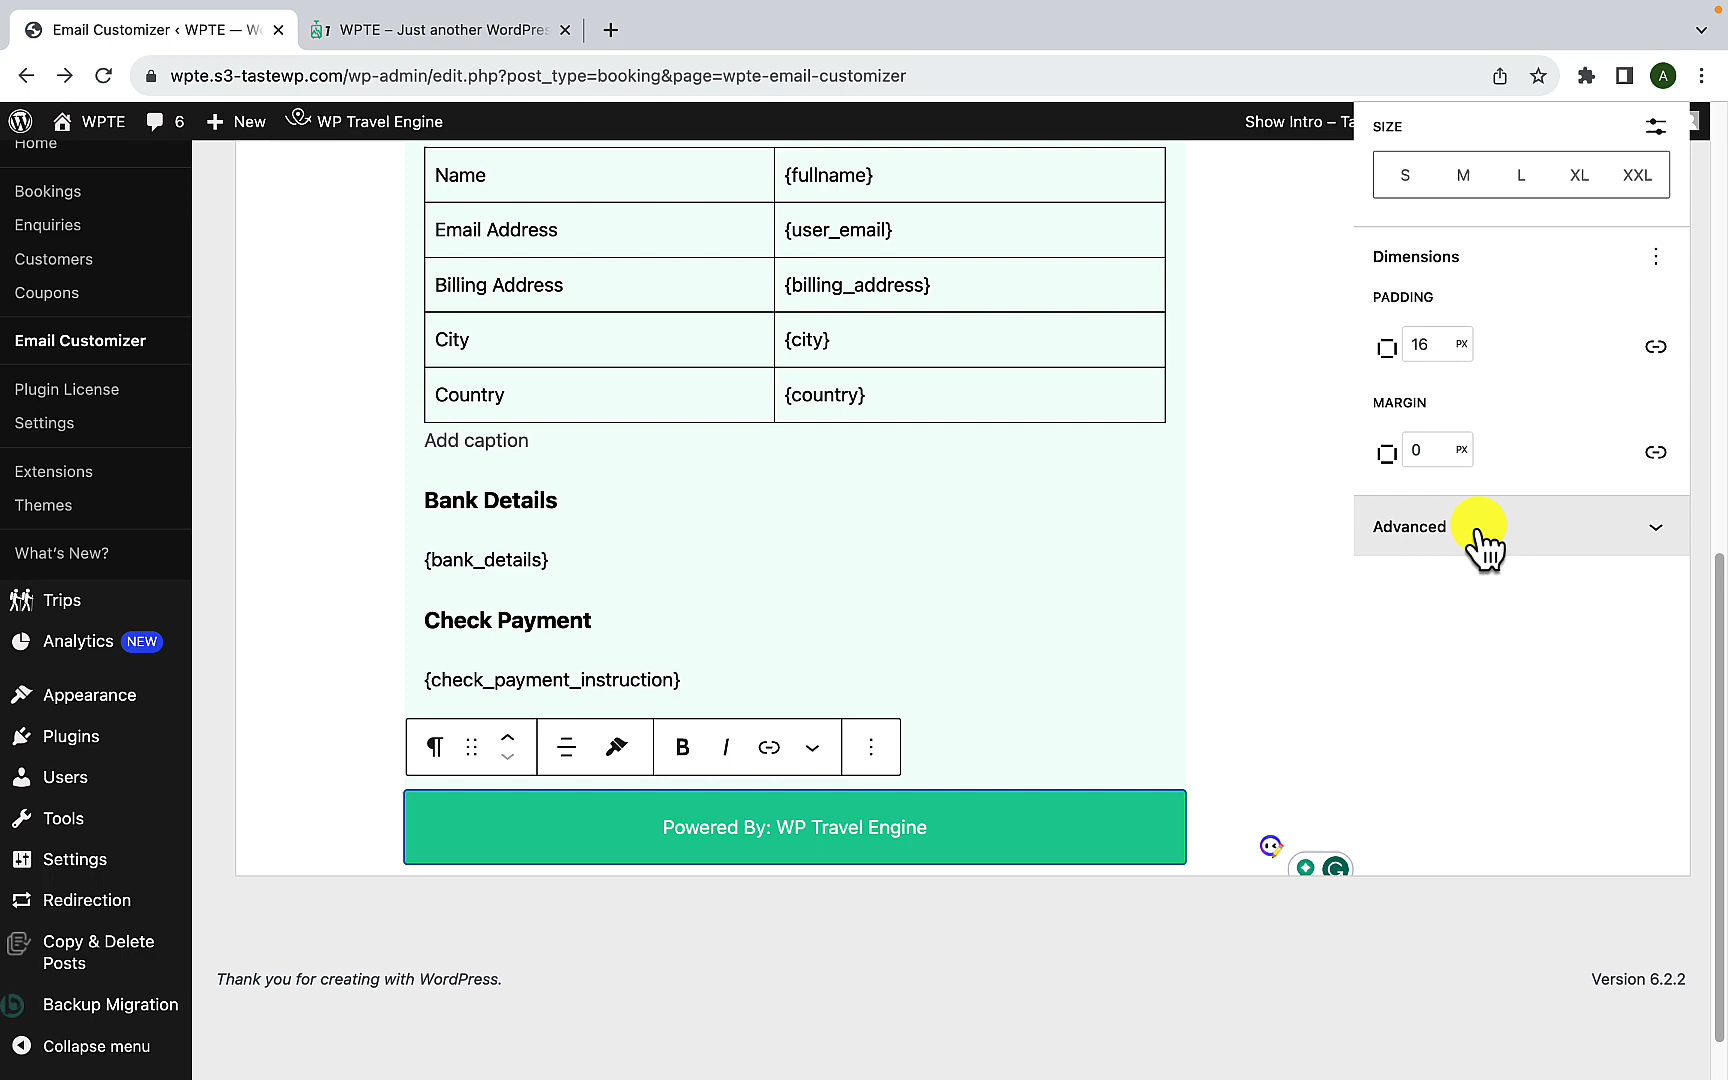 Email Customizer ‹ WPTE — W
WPTE – Just another WordPres
wpte.s3-tastewp.com/wp-admin/edit.php?post_type=booking&page=wpte-email-customizer
A
WPTE
6
New
WP Travel Engine
Show Intro – Ta
Home
Bookings
Enquiries
Customers
Coupons
Email Customizer
Plugin License
Settings
Extensions
Themes
What's New?
Trips
Analytics NEW
Appearance
Plugins
Users
Tools
Settings
Redirection
Copy & Delete
Posts
Backup Migration
Collapse menu
Name {fullname}
Email Address {user_email}
Billing Address {billing_address}
City {city}
Country {country}
Add caption
Bank Details
{bank_details}
Check Payment
{check_payment_instruction}
B I
Powered By: WP Travel Engine
SIZE
S M L XL XXL
Dimensions
PADDING
16 PX
MARGIN
0 PX
Advanced
Thank you for creating with WordPress.
Version 6.2.2